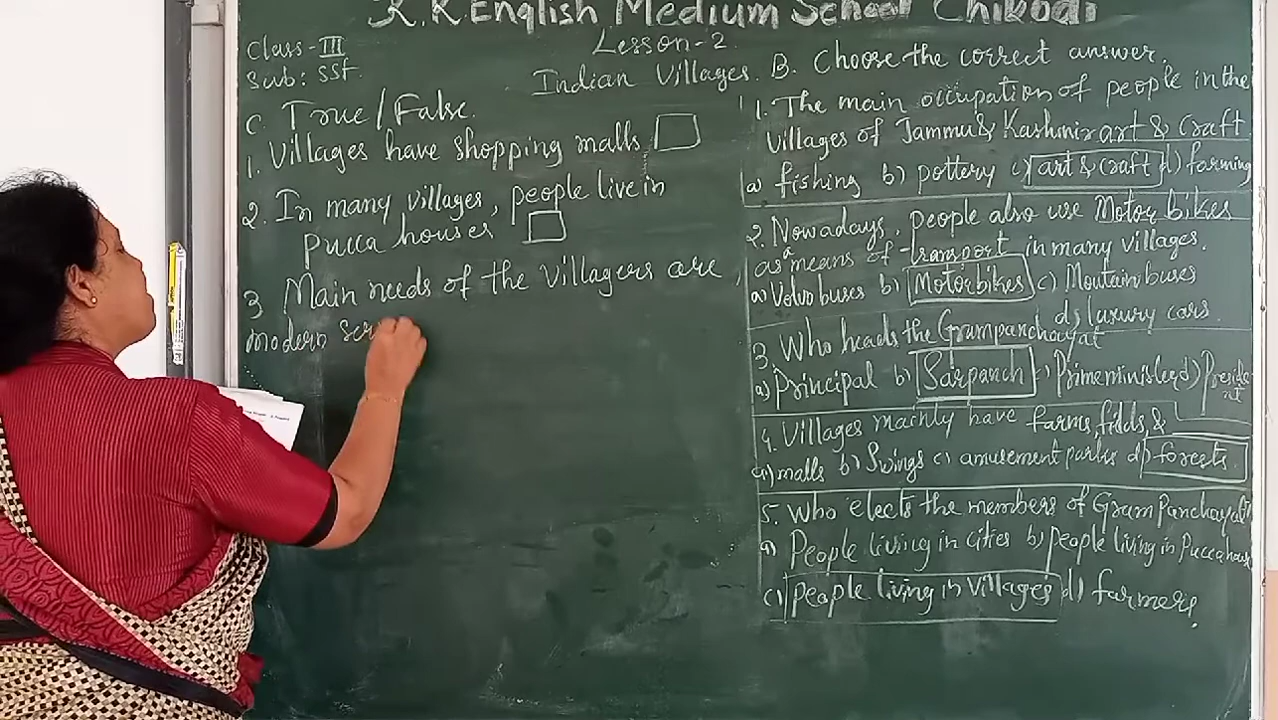 K.K.English Medium School Chikodi
Class-III
Sub: SSt.
Lesson-2.
Indian Villages.
C. True/False.
1. Villages have shopping malls
2. In many villages, people live in
pucca houses
3 Main needs of the villagers are,
modern ser
B. Choose the correct answer.
1. The main occupation of people in the
villages of Jammu & Kashmir art & craft
a) fishing b) pottery c) art & craft d) farming
2. Nowadays, people also use Motor bikes
as a means of transport in many villages.
a) Volvo buses b) Motorbikes c) Moutain buses
d) luxury cars.
3. Who heads the Grampanchayat
a) Principal b) Sarpanch c) Primeminister d) Preside-
nt
4. Villages mainly have farms, fields, &
a) malls b) Swings c) amusement parks d) forests.
5. Who elects the members of Gram Panchayat
a) People living in cities b) people living in Pucca house
c) people living in villages d) farmers.